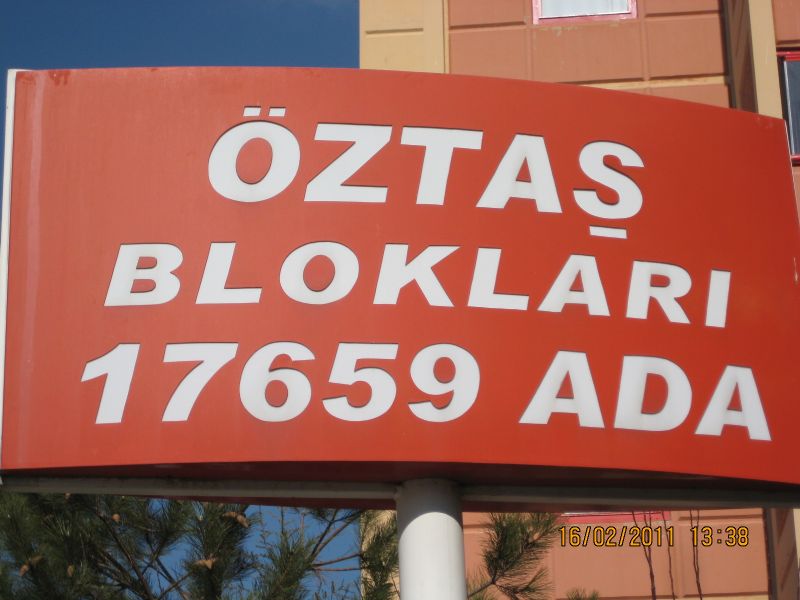 ÖZTAŞ
BLOKLARI
17659 ADA
16/02/2011 13:38